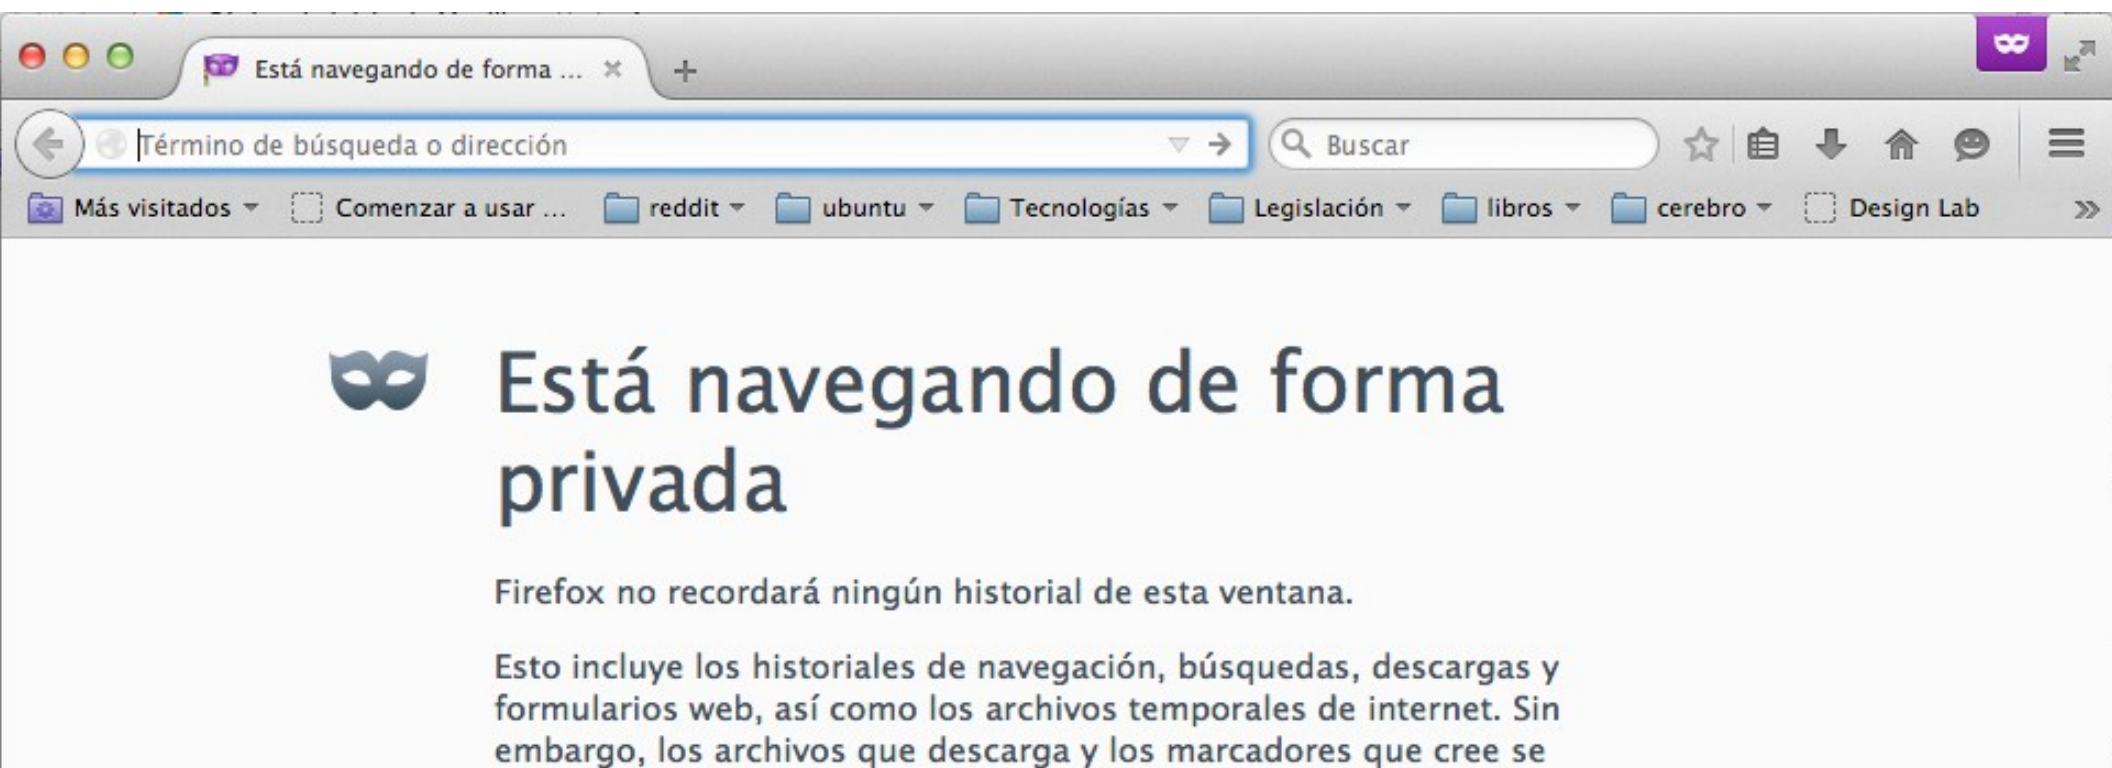 Está navegando de forma ...
Término de búsqueda o dirección
Buscar
Más visitados
Comenzar a usar ...
reddit
ubuntu
Tecnologías
Legislación
libros
cerebro
Design Lab
Está navegando de forma
privada
Firefox no recordará ningún historial de esta ventana.
Esto incluye los historiales de navegación, búsquedas, descargas y
formularios web, así como los archivos temporales de internet. Sin
embargo, los archivos que descarga y los marcadores que cree se